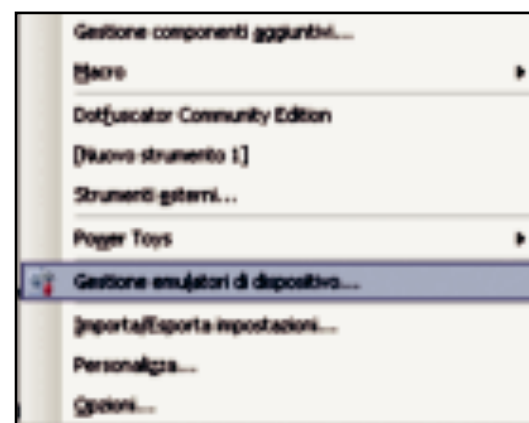 Gestione componenti aggiuntivi...
Macro
Dotfuscator Community Edition
[Nuovo strumento 1]
Strumenti esterni...
Power Toys
Gestione emulatori di dispositivo...
Importa/Esporta impostazioni...
Personalizza...
Opzioni...